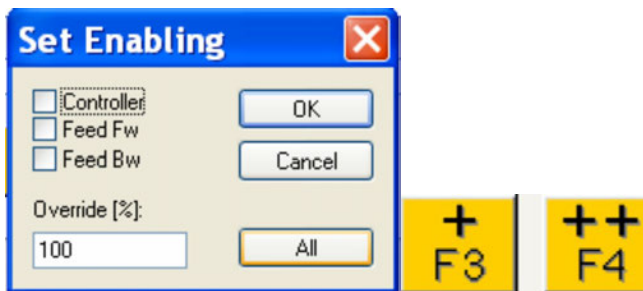 Set Enabling
Controller
OK
Feed Fw
Feed Bw
Cancel
Override [%]:
100
All
+
F3
++
F4